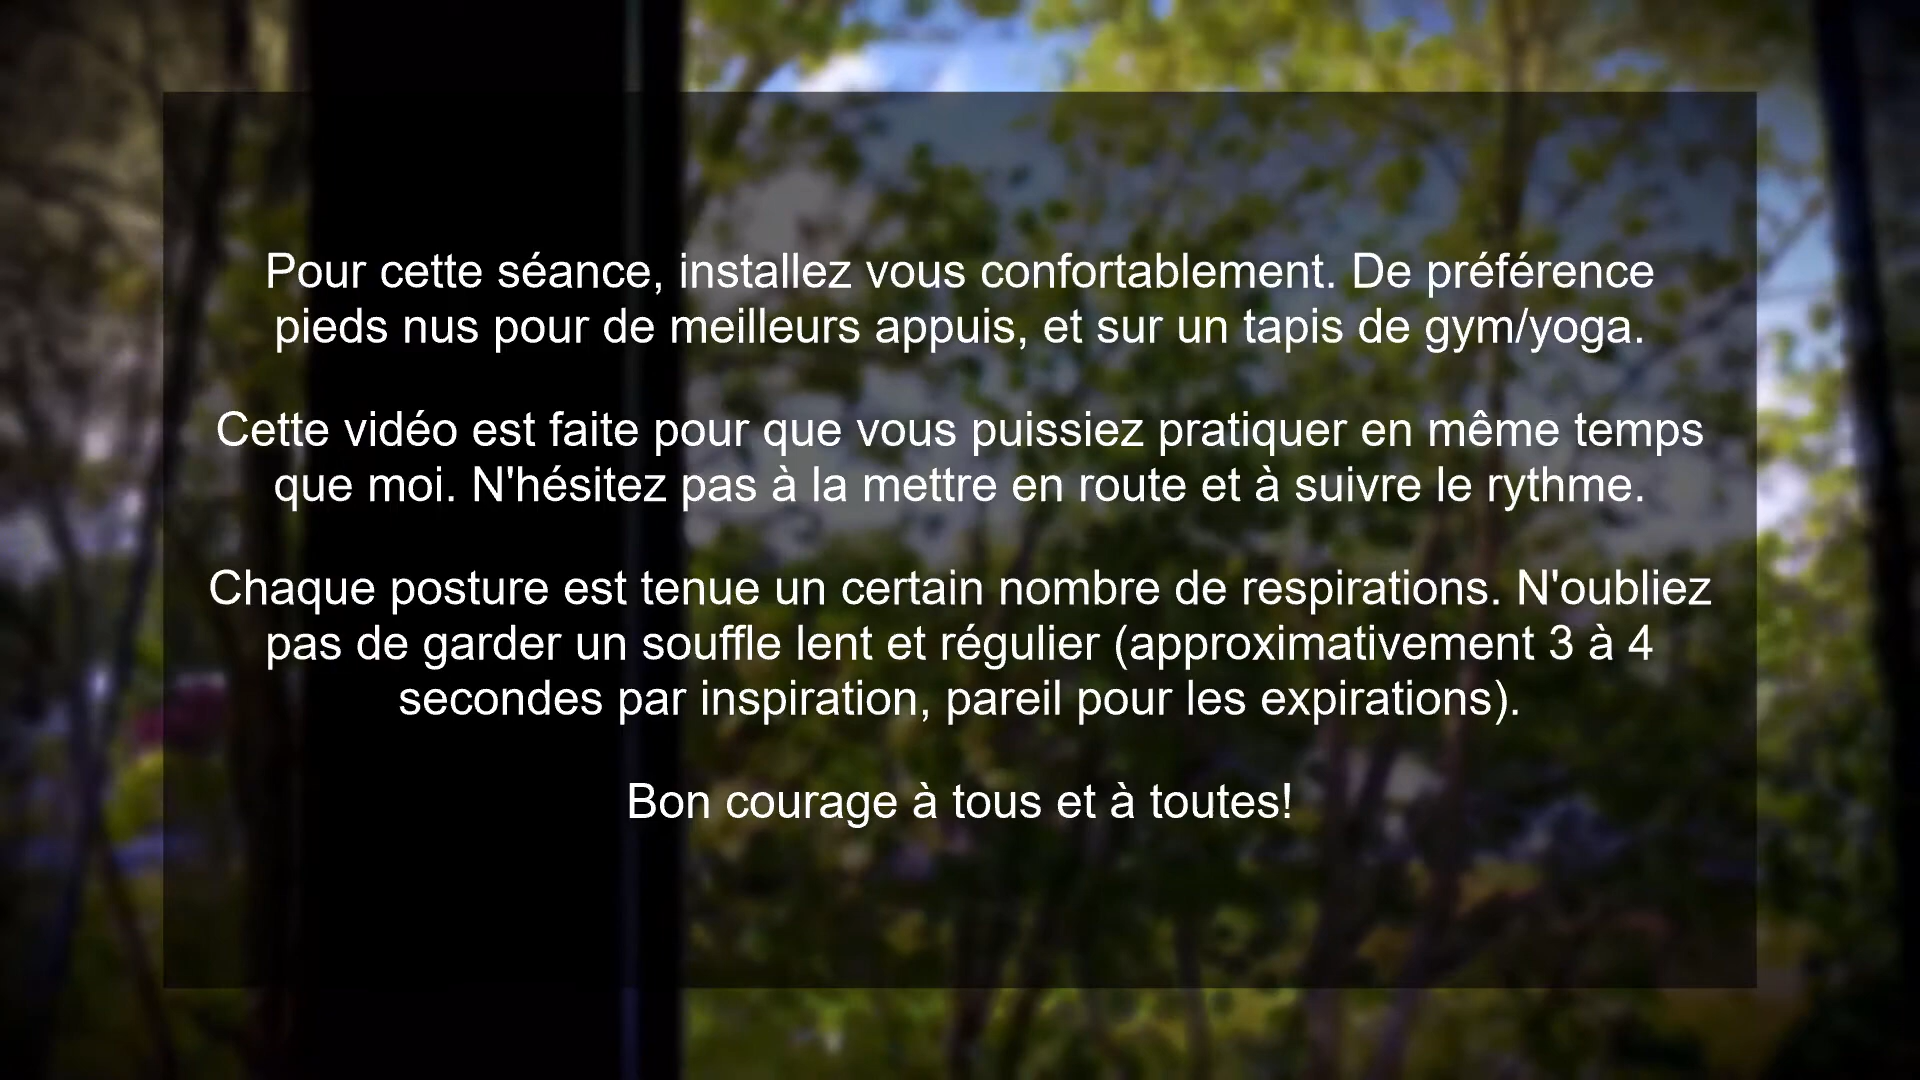 Pour cette séance, installez vous confortablement. De préférence
pieds nus pour de meilleurs appuis, et sur un tapis de gym/yoga.
Cette vidéo est faite pour que vous puissiez pratiquer en même temps
que moi. N'hésitez pas à la mettre en route et à suivre le rythme.
Chaque posture est tenue un certain nombre de respirations. N'oubliez
pas de garder un souffle lent et régulier (approximativement 3 à 4
secondes par inspiration, pareil pour les expirations).
Bon courage à tous et à toutes!